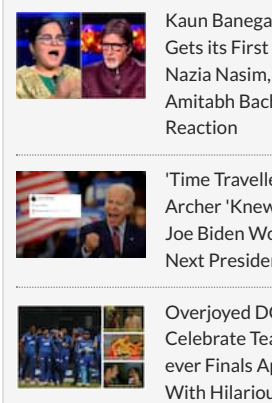 Kaun Banega
Gets its First
Nazia Nasim,
Amitabh Bach
Reaction
'Time Travelle
Archer 'Knew
Joe Biden Wo
Next Presiden
Overjoyed DC
Celebrate Tea
ever Finals Ap
With Hilariou